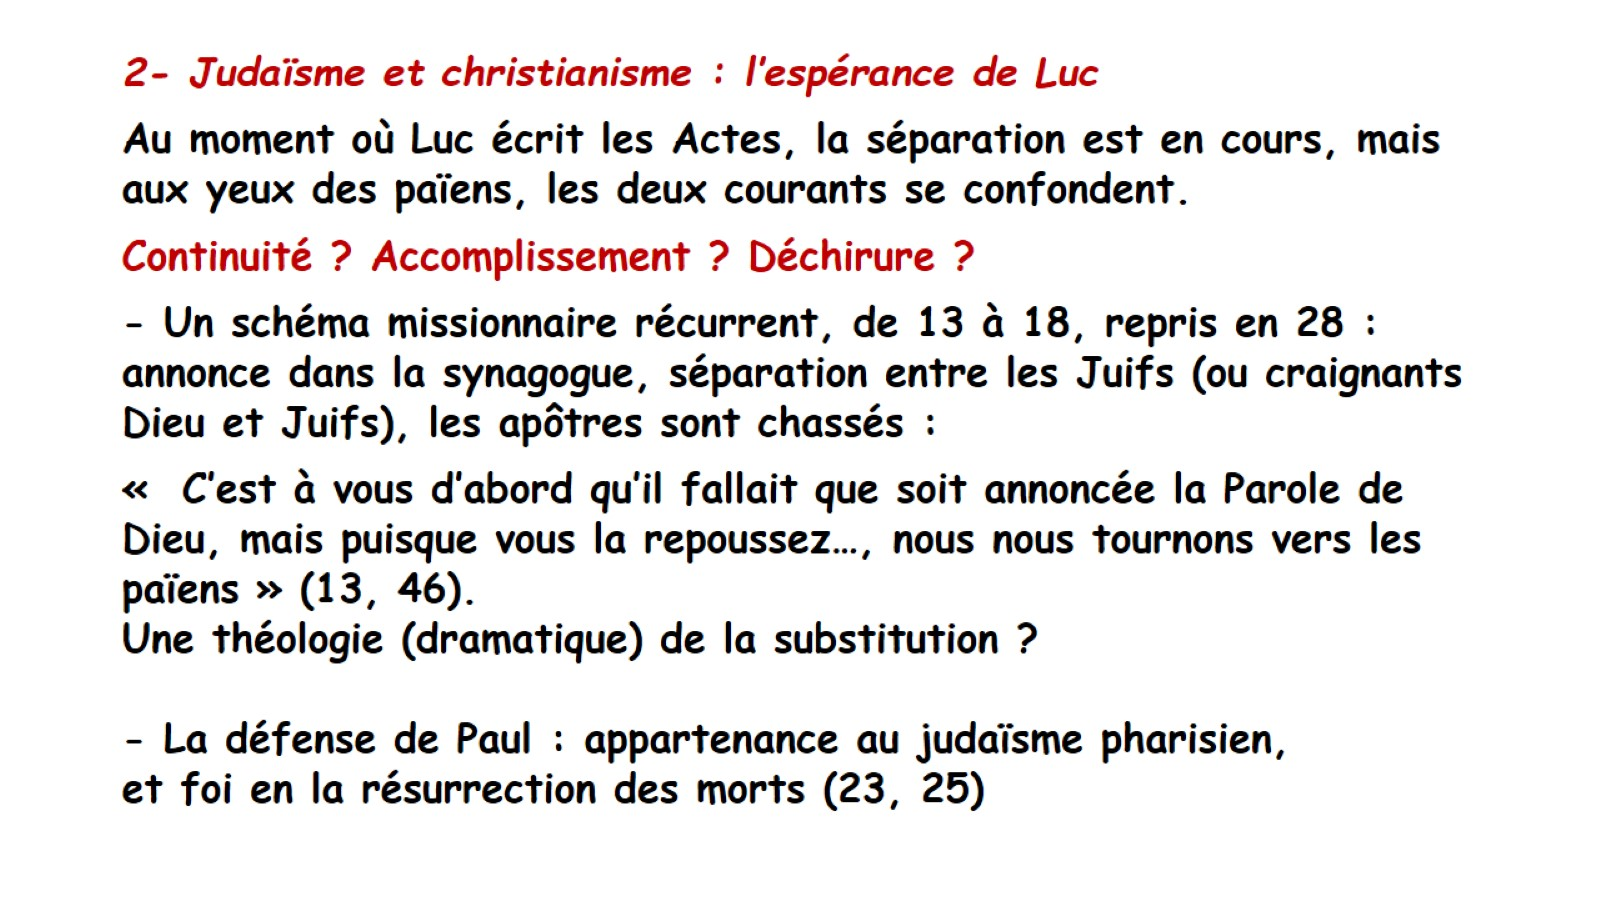 2- Judaïsme et christianisme : l’espérance de Luc
Au moment où Luc écrit les Actes, la séparation est en cours, mais
aux yeux des païens, les deux courants se confondent.
Continuité ? Accomplissement ? Déchirure ?
- Un schéma missionnaire récurrent, de 13 à 18, repris en 28 :
annonce dans la synagogue, séparation entre les Juifs (ou craignants
Dieu et Juifs), les apôtres sont chassés :
« C’est à vous d’abord qu’il fallait que soit annoncée la Parole de
Dieu, mais puisque vous la repoussez…, nous nous tournons vers les
païens » (13, 46).
Une théologie (dramatique) de la substitution ?
- La défense de Paul : appartenance au judaïsme pharisien,
et foi en la résurrection des morts (23, 25)